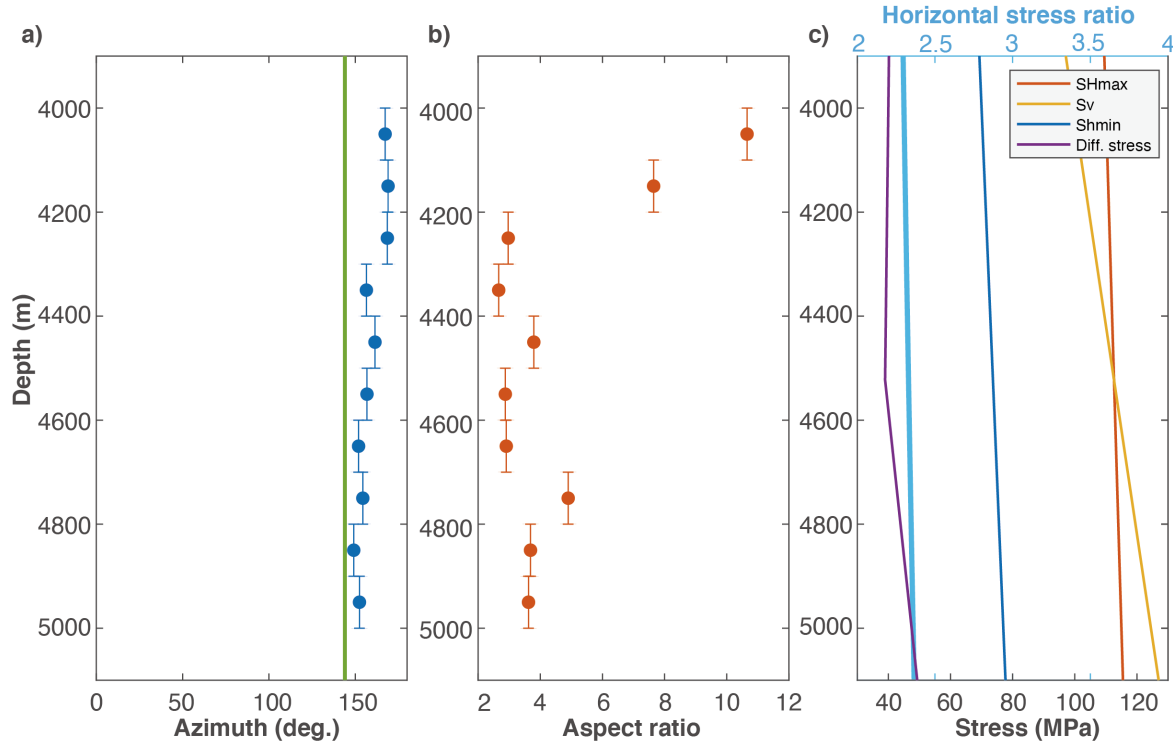 Horizontal stress ratio
a)
b)
c)
2 2.5 3 3.5 4
4000 4000 4000
4200 4200 4200
4400 4400 4400
4600 4600 4600
4800 4800 4800
5000 5000 5000
Depth (m)
SHmax
Sv
Shmin
Diff. stress
0 50 100 150
2 4 6 8 10 12
40 60 80 100 120
Azimuth (deg.)
Aspect ratio
Stress (MPa)